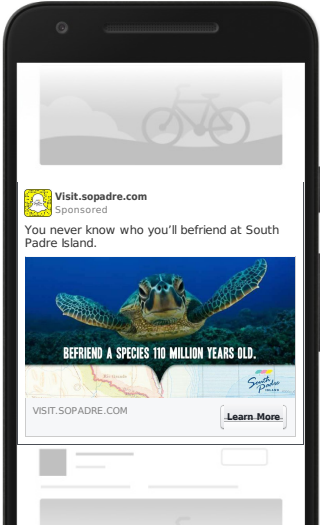 Visit.sopadre.com
Sponsored
You never know who you’ll befriend at South
Padre Island.
BEFRIEND A SPECIES 110 MILLION YEARS OLD.
South
Padre
ISLAND
VISIT.SOPADRE.COM
Learn More